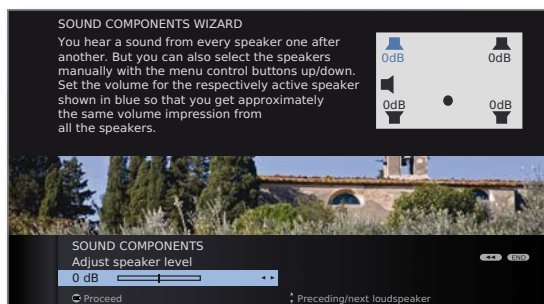 SOUND COMPONENTS WIZARD
You hear a sound from every speaker one after
another. But you can also select the speakers
manually with the menu control buttons up/down.
Set the volume for the respectively active speaker
shown in blue so that you get approximately
the same volume impression from
all the speakers.
0dB 0dB
0dB 0dB
SOUND COMPONENTS
Adjust speaker level
0 dB
END
Proceed
Preceding/next loudspeaker